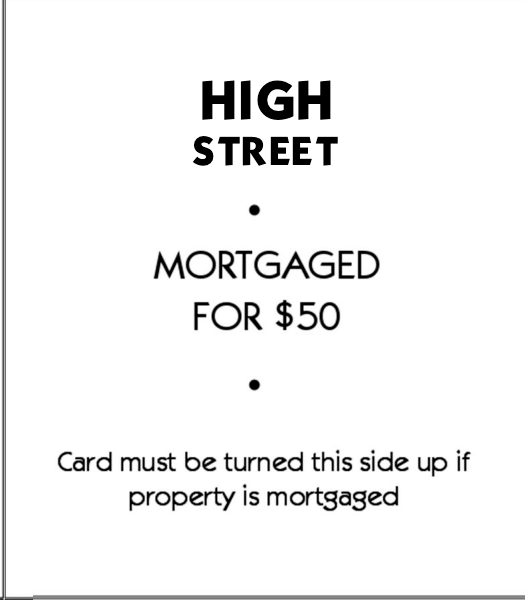 HIGH
STREET
•
MORTGAGED
FOR $50
•
Card must be turned this side up if
property is mortgaged